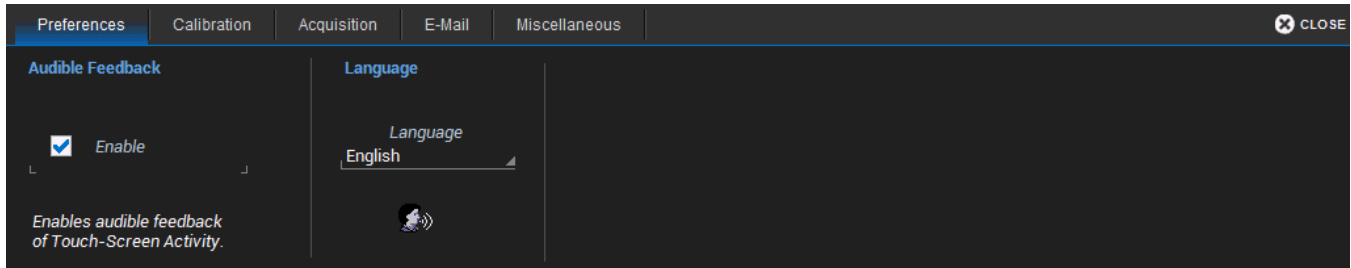 Preferences Calibration Acquisition E-Mail Miscellaneous CLOSE
Audible Feedback Language
Language
Enable
English
Enables audible feedback
of Touch-Screen Activity.